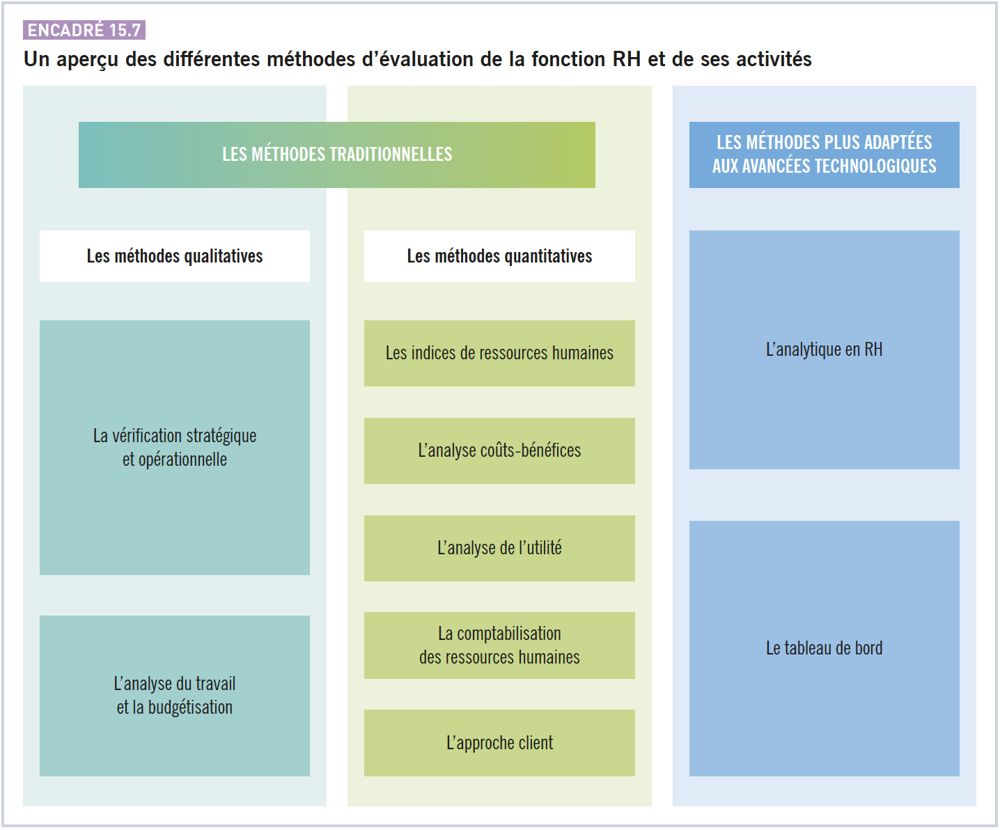 ENCADRÉ 15.7
Un aperçu des différentes méthodes d’évaluation de la fonction RH et de ses activités
LES MÉTHODES TRADITIONNELLES
Les méthodes qualitatives
La vérification stratégique
et opérationnelle
L’analyse du travail
et la budgétisation
Les méthodes quantitatives
Les indices de ressources humaines
L’analyse coûts-bénéfices
L’analyse de l’utilité
La comptabilisation
des ressources humaines
L’approche client
LES MÉTHODES PLUS ADAPTÉES
AUX AVANCÉES TECHNOLOGIQUES
L’analytique en RH
Le tableau de bord